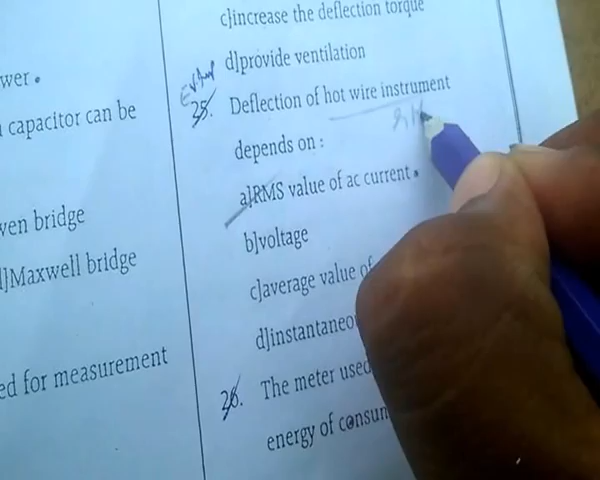 wer.
capacitor can be
ven bridge
]Maxwell bridge
ed for measurement
c]increase the deflection torque
d]provide ventilation
25. Deflection of hot wire instrument
depends on :
a]RMS value of ac current.
b]voltage
c]average value of
d]instantaneo
26. The meter used
energy of consum